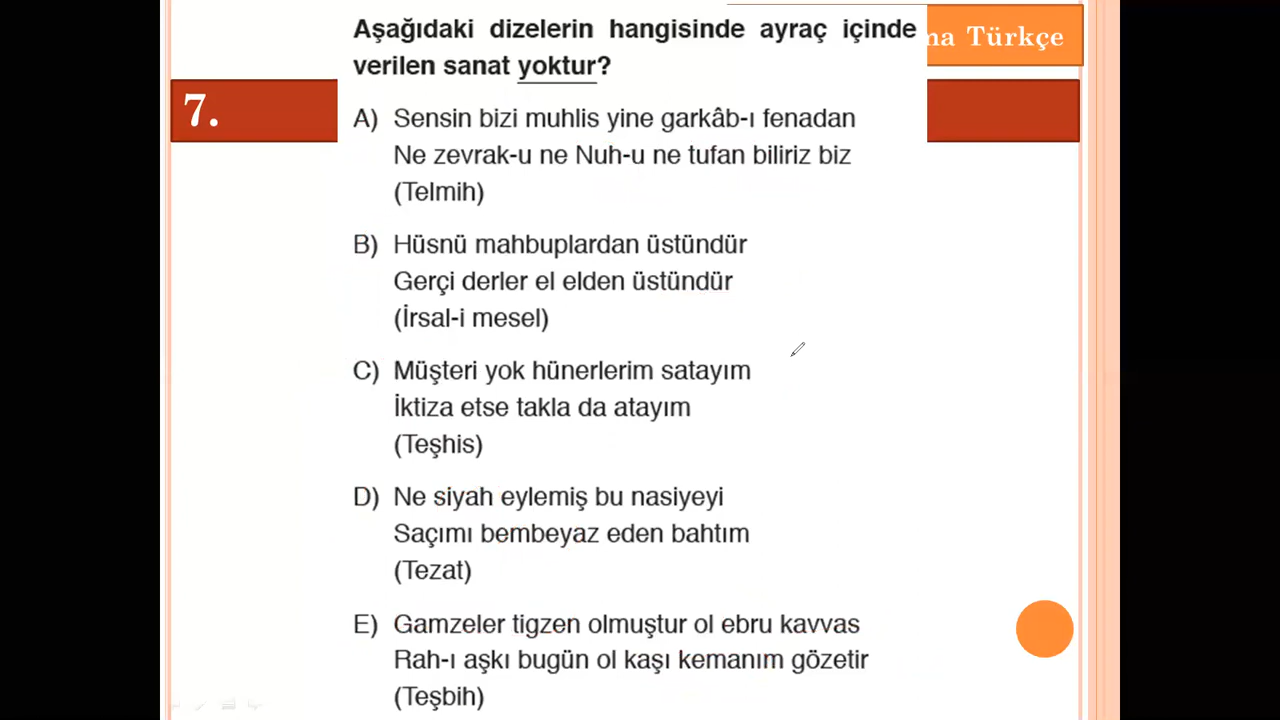 Aşağıdaki dizelerin hangisinde ayraç içinde
verilen sanat yoktur?
ma Türkçe
7.
A) Sensin bizi muhlis yine garkâb-ı fenadan
Ne zevrak-u ne Nuh-u ne tufan biliriz biz
(Telmih)
B) Hüsnü mahbuplardan üstündür
Gerçi derler el elden üstündür
(İrsal-i mesel)
C) Müşteri yok hünerlerim satayım
İktiza etse takla da atayım
(Teşhis)
D) Ne siyah eylemiş bu nasiyeyi
Saçımı bembeyaz eden bahtım
(Tezat)
E) Gamzeler tigzen olmuştur ol ebru kavvas
Rah-ı aşkı bugün ol kaşı kemanım gözetir
(Teşbih)